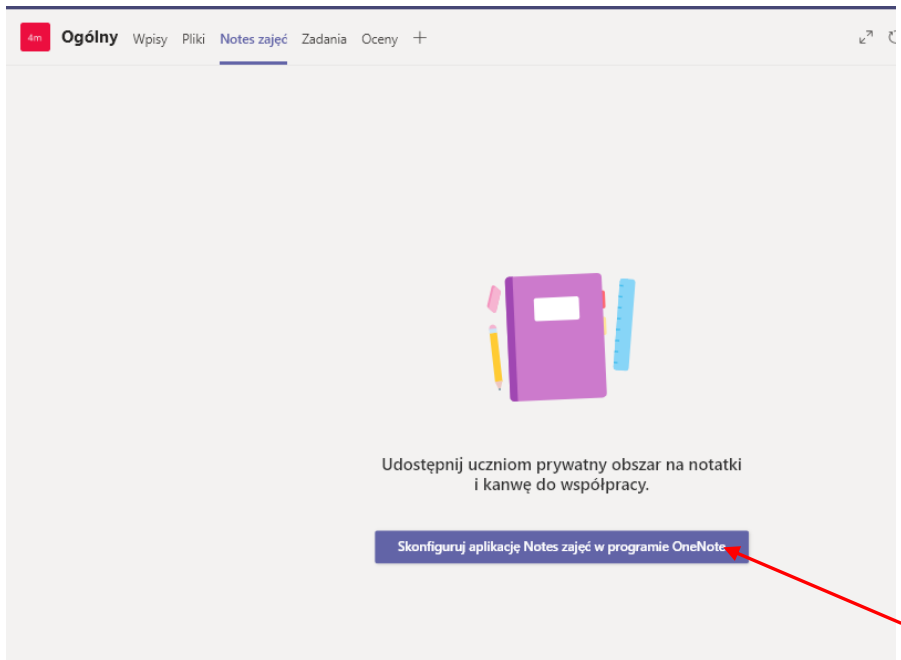 4m Ogólny Wpisy Pliki Notes zajęć Zadania Oceny
Udostępnij uczniom prywatny obszar na notatki
i kanwę do współpracy.
Skonfiguruj aplikację Notes zajęć w programie OneNote